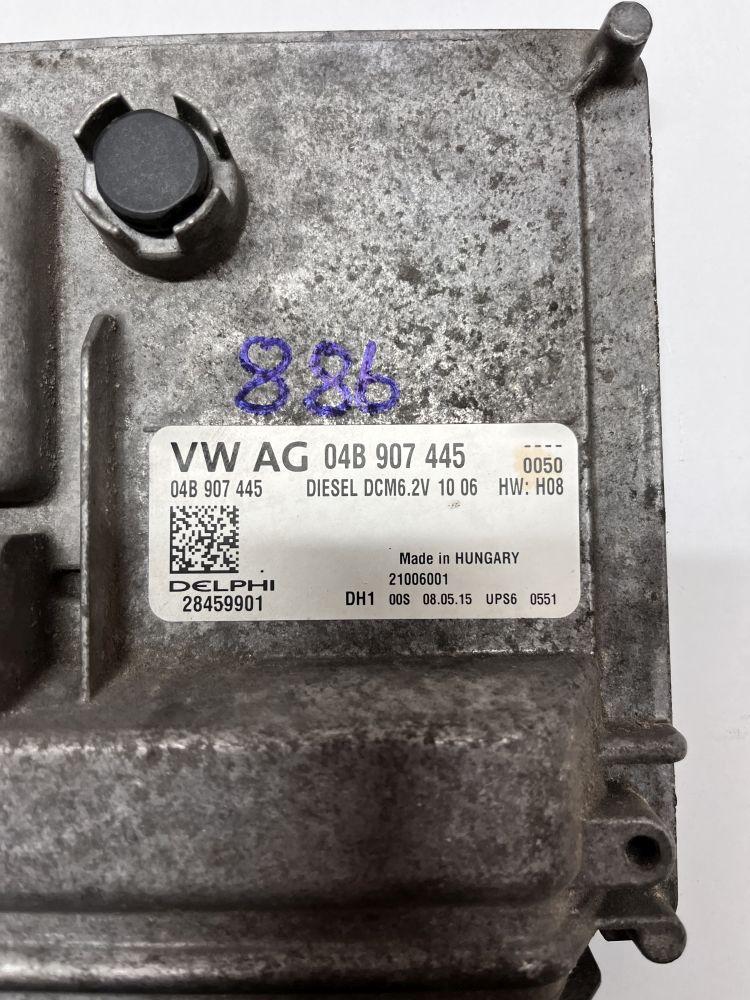 886
VW AG 04B 907 445 ----
0050
04B 907 445 DIESEL DCM6.2V 10 06 HW: H08
Made in HUNGARY
DELPHI 21006001
28459901 DH1 00S 08.05.15 UPS6 0551